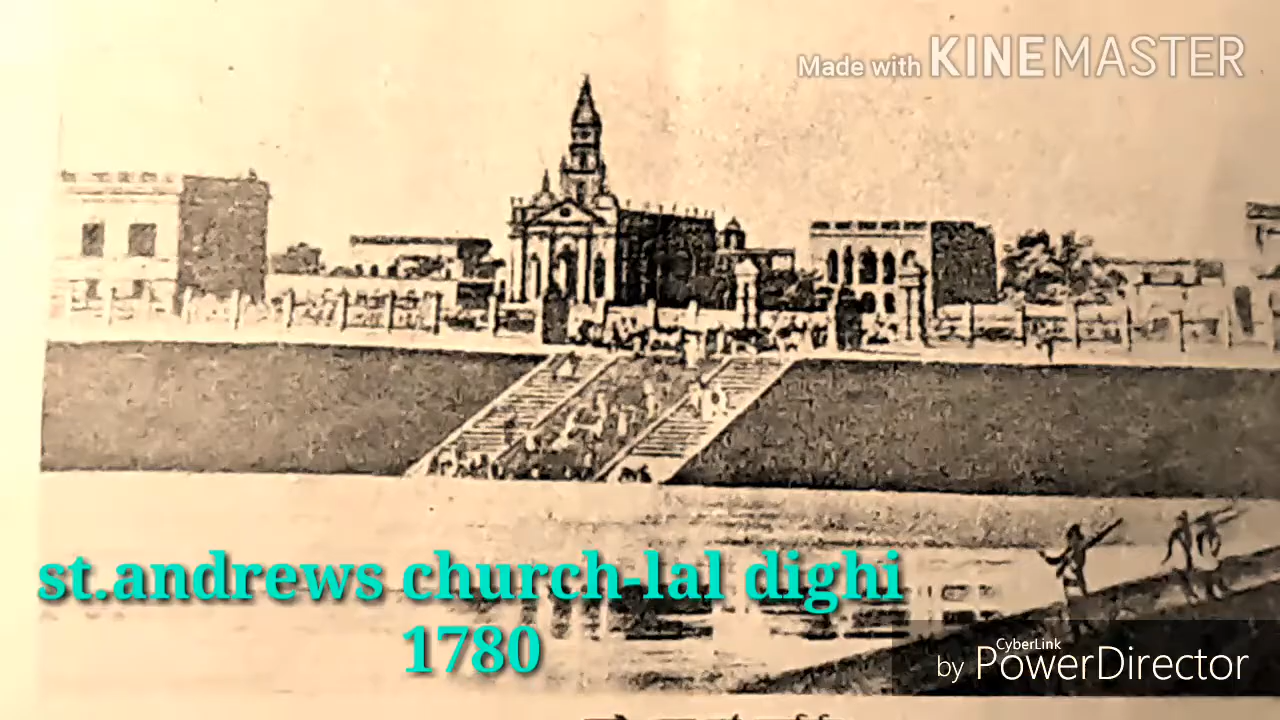 Made with KINEMASTER
st.andrews church-lal dighi
1780
CyberLink
by PowerDirector